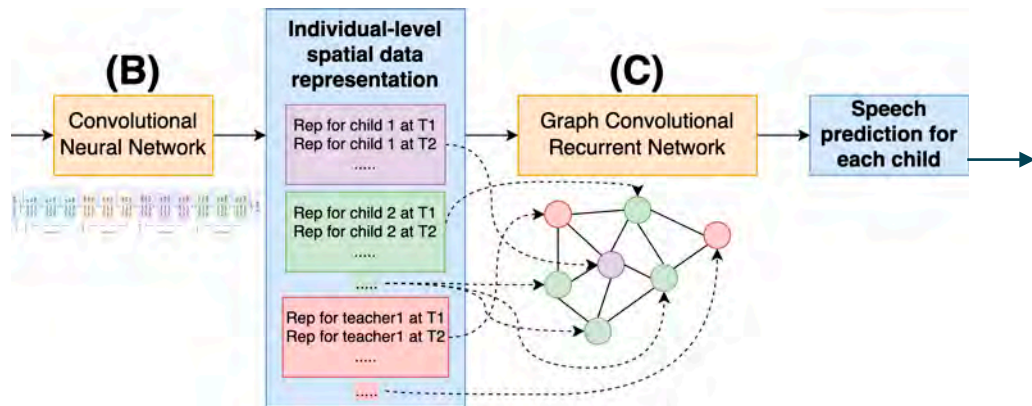 (B)
Convolutional
Neural Network
Individual-level
spatial data
representation
Rep for child 1 at T1
Rep for child 1 at T2
.....
Rep for child 2 at T1
Rep for child 2 at T2
.....
.....
Rep for teacher1 at T1
Rep for teacher1 at T2
.....
.....
(C)
Graph Convolutional
Recurrent Network
Speech
prediction for
each child